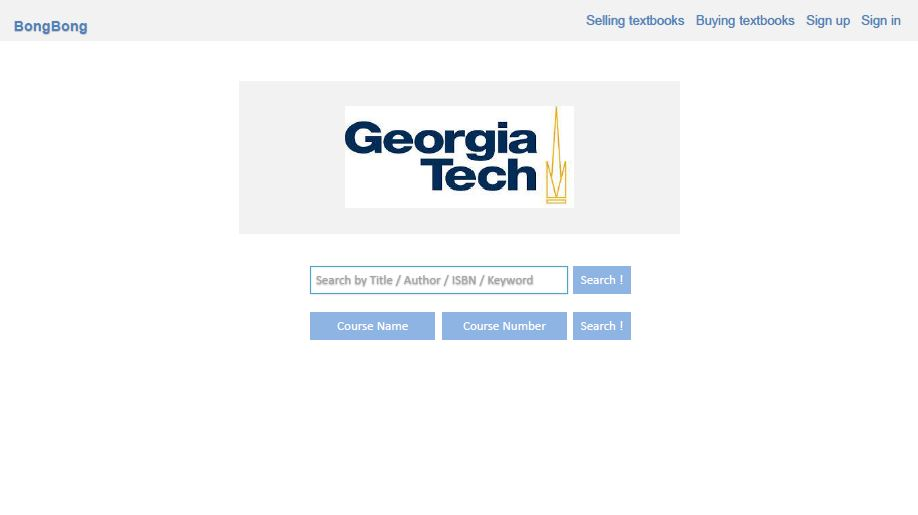 BongBong
Selling textbooks Buying textbooks Sign up Sign in
Georgia
Tech
Search by Title / Author / ISBN / Keyword Search !
Course Name Course Number Search !